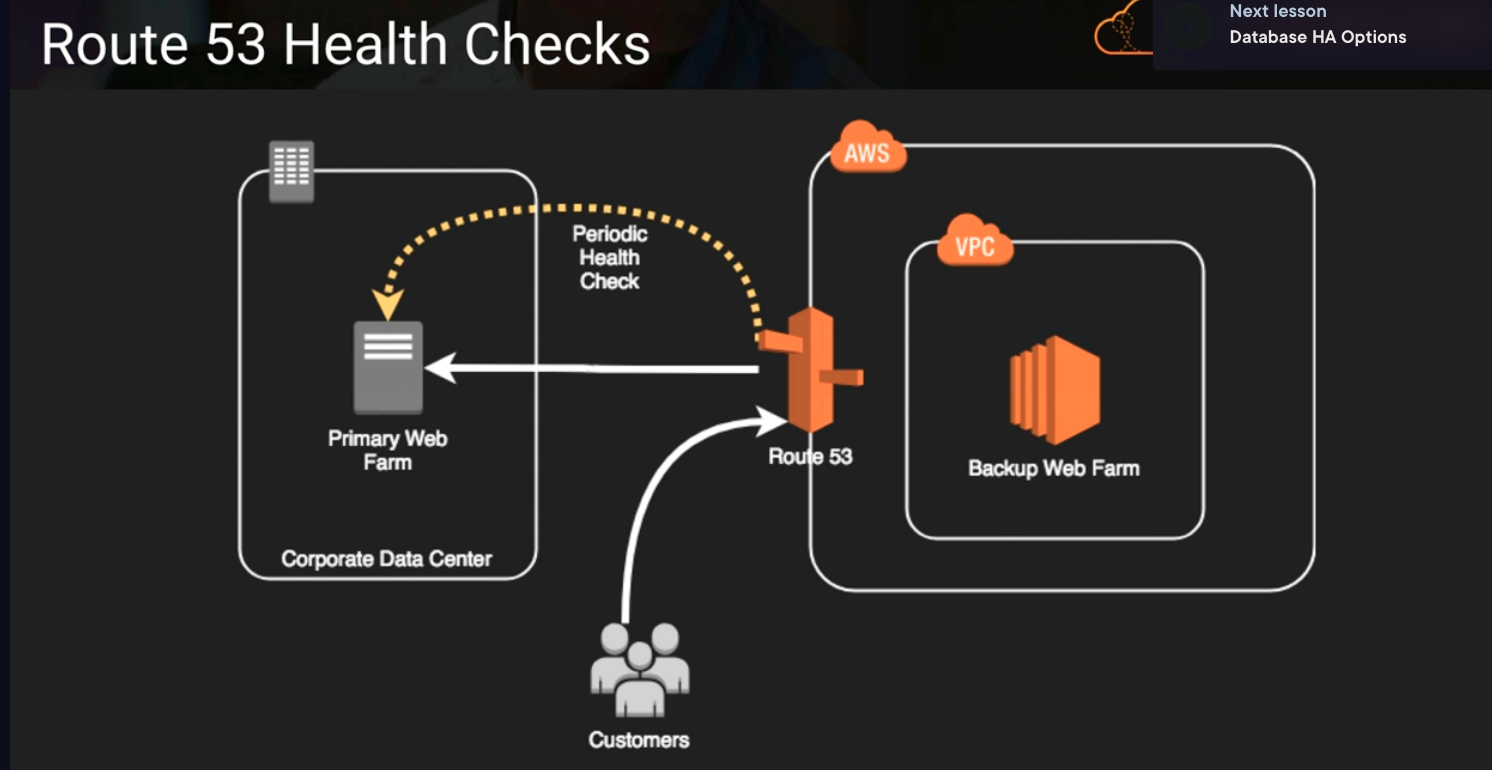 Route 53 Health Checks
Next lesson
Database HA Options
AWS
VPC
Periodic
Health
Check
Primary Web
Farm
Route 53
Backup Web Farm
Corporate Data Center
Customers